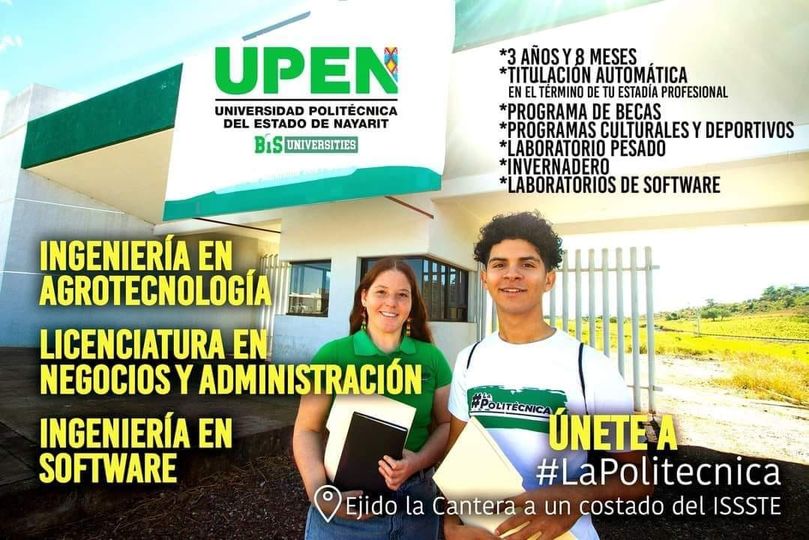 UPEN
UNIVERSIDAD POLITÉCNICA
DEL ESTADO DE NAYARIT
BIS UNIVERSITIES
*3 AÑOS Y 8 MESES
*TITULACIÓN AUTOMÁTICA
EN EL TÉRMINO DE TU ESTADÍA PROFESIONAL
*PROGRAMA DE BECAS
*PROGRAMAS CULTURALES Y DEPORTIVOS
*LABORATORIO PESADO
*INVERNADERO
*LABORATORIOS DE SOFTWARE
INGENIERÍA EN
AGROTECNOLOGÍA
LICENCIATURA EN
NEGOCIOS Y ADMINISTRACIÓN
INGENIERÍA EN
SOFTWARE
#La
POLITÉCNICA
ÚNETE A
#LaPolitecnica
Ejido la Cantera a un costado del ISSSTE